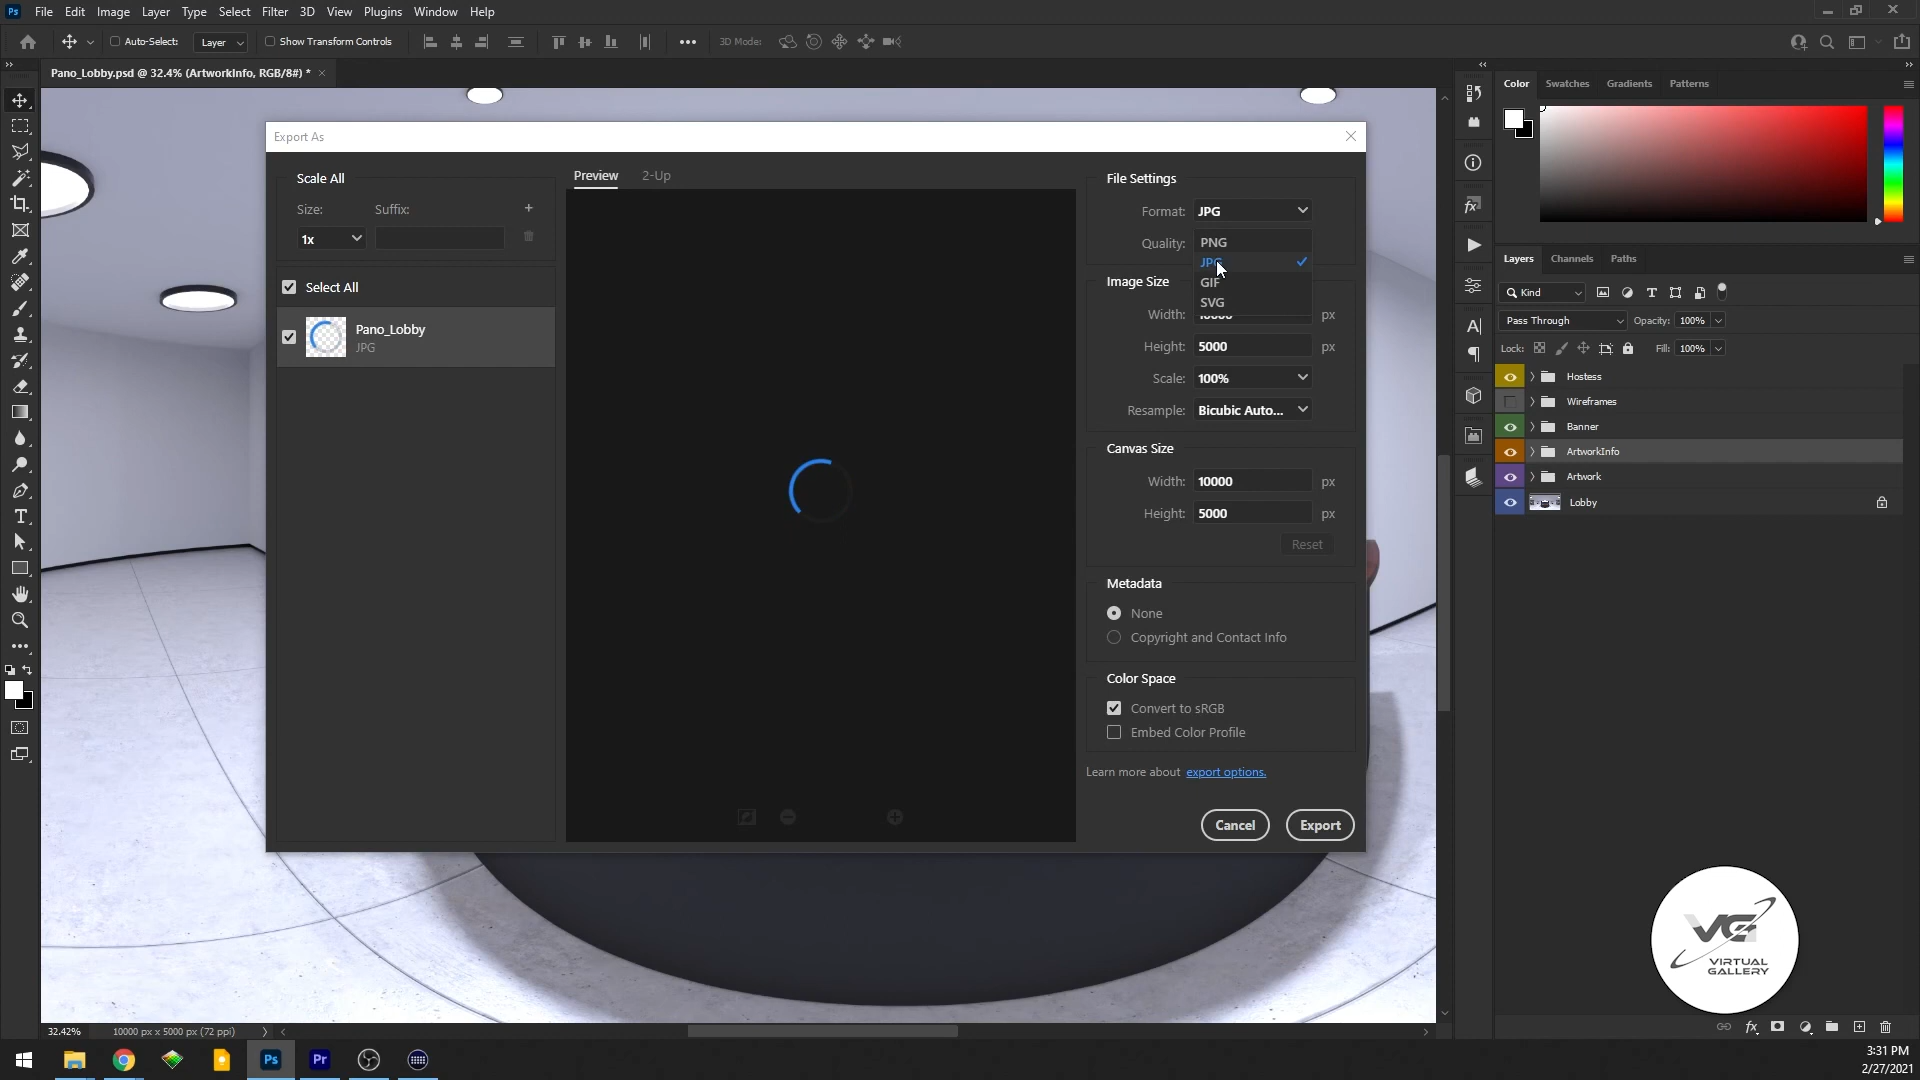 Ps File Edit Image Layer Type Select Filter 3D View Plugins Window Help
Auto-Select: Layer Show Transform Controls 3D Mode:
Pano_Lobby.psd @ 32.4% (ArtworkInfo, RGB/8#) *
Export As
Scale All
Size: Suffix:
1x
Select All
Pano_Lobby
JPG
Preview 2-Up
File Settings
Format: JPG
Quality:
PNG
JPG
GIF
SVG
Image Size
Width: 10000 px
Height: 5000 px
Scale: 100%
Resample: Bicubic Auto...
Canvas Size
Width: 10000 px
Height: 5000 px
Reset
Metadata
None
Copyright and Contact Info
Color Space
Convert to sRGB
Embed Color Profile
Learn more about export options.
Cancel Export
Color Swatches Gradients Patterns
Layers Channels Paths
Kind
Pass Through Opacity: 100%
Lock: Fill: 100%
Hostess
Wireframes
Banner
ArtworkInfo
Artwork
Lobby
VG
VIRTUAL
GALLERY
32.42% 10000 px x 5000 px (72 ppi)
Ps Pr
3:31 PM
2/27/2021